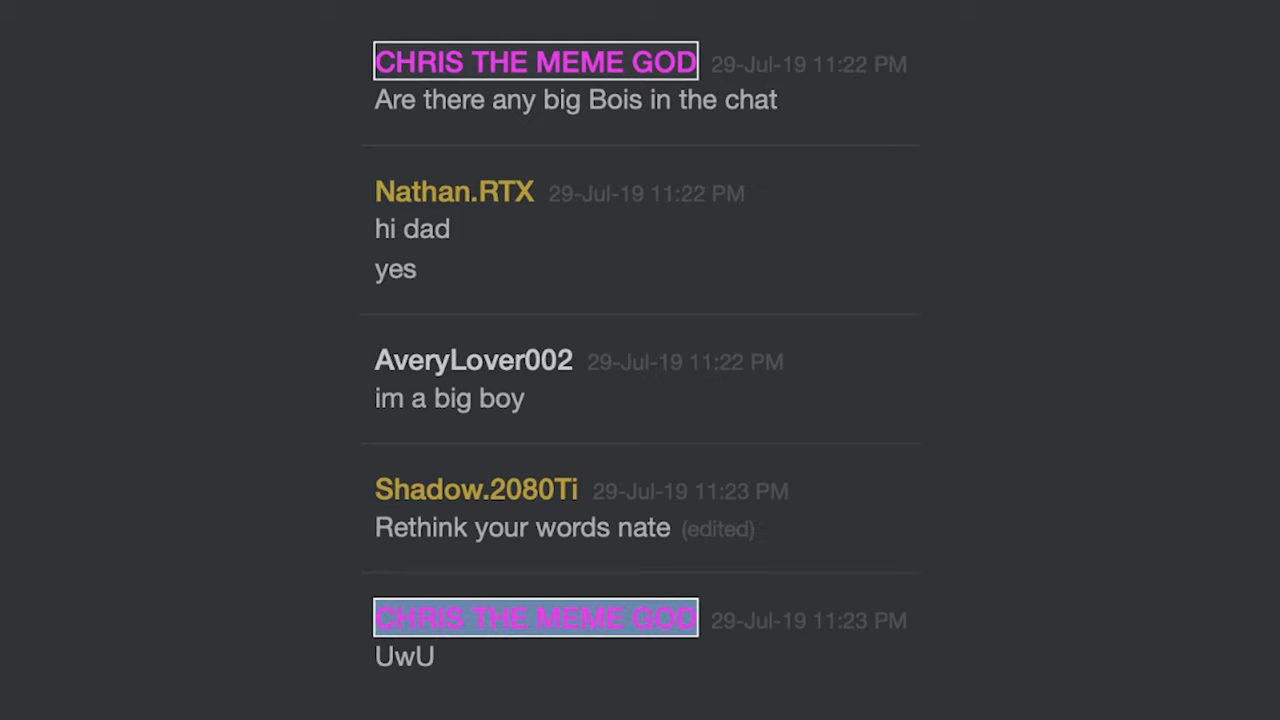 CHRIS THE MEME GOD 29-Jul-19 11:22 PM
Are there any big Bois in the chat
Nathan.RTX 29-Jul-19 11:22 PM
hi dad
yes
AveryLover002 29-Jul-19 11:22 PM
im a big boy
Shadow.2080Ti 29-Jul-19 11:23 PM
Rethink your words nate (edited)
CHRIS THE MEME GOD 29-Jul-19 11:23 PM
UwU